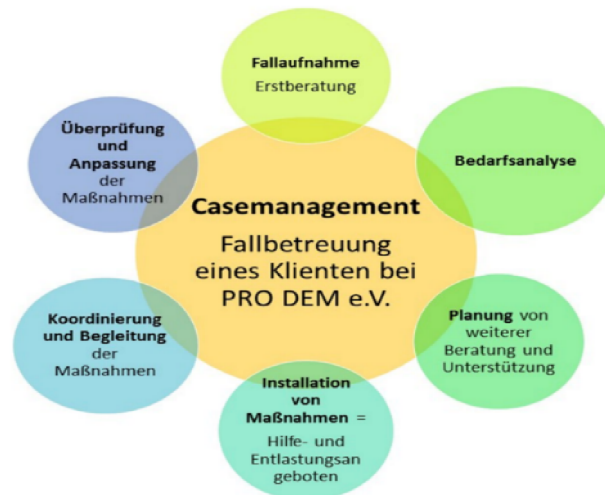 Fallaufnahme
Erstberatung
Überprüfung
und
Anpassung
der
Maßnahmen
Bedarfsanalyse
Casemanagement
Fallbetreuung
eines Klienten bei
PRO DEM e.V.
Koordinierung
und Begleitung
der
Maßnahmen
Planung von
weiterer
Beratung und
Unterstützung
Installation
von
Maßnahmen =
Hilfe- und
Entlastungsan
geboten